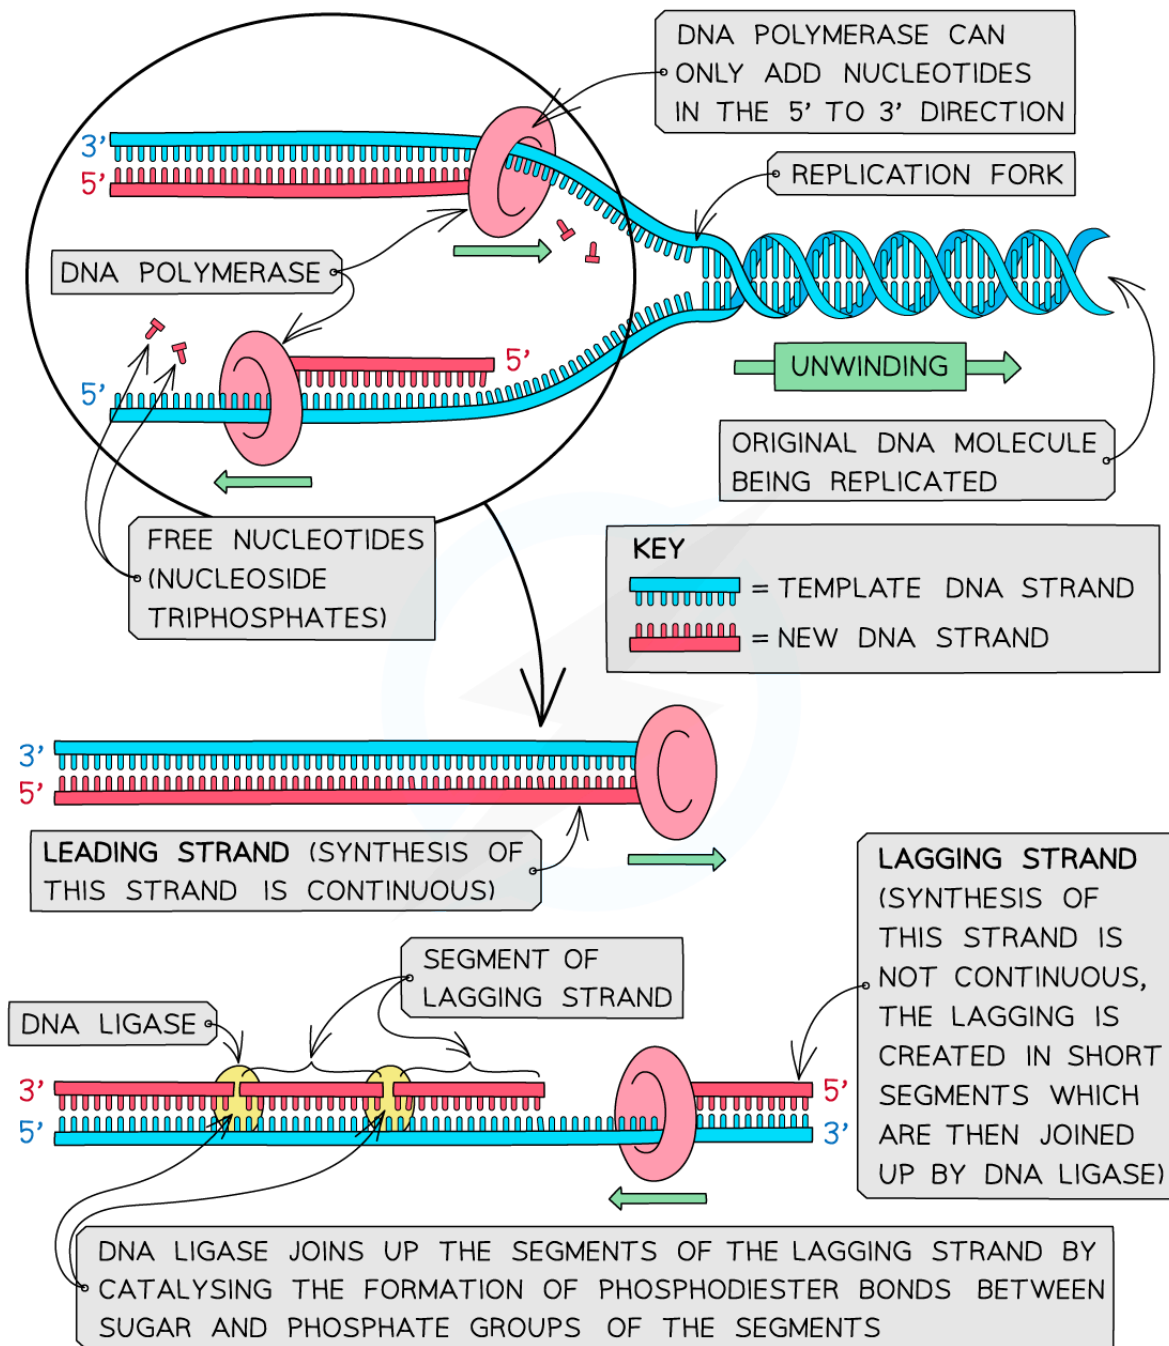 DNA POLYMERASE CAN
ONLY ADD NUCLEOTIDES
IN THE 5' TO 3' DIRECTION
3'
5'
REPLICATION FORK
DNA POLYMERASE
5'
5'
UNWINDING
ORIGINAL DNA MOLECULE
BEING REPLICATED
FREE NUCLEOTIDES
(NUCLEOSIDE
TRIPHOSPHATES)
KEY
= TEMPLATE DNA STRAND
= NEW DNA STRAND
3'
5'
LEADING STRAND (SYNTHESIS OF
THIS STRAND IS CONTINUOUS)
LAGGING STRAND
(SYNTHESIS OF
THIS STRAND IS
NOT CONTINUOUS,
THE LAGGING IS
CREATED IN SHORT
SEGMENTS WHICH
ARE THEN JOINED
UP BY DNA LIGASE)
SEGMENT OF
LAGGING STRAND
DNA LIGASE
3'
5'
5'
3'
DNA LIGASE JOINS UP THE SEGMENTS OF THE LAGGING STRAND BY
CATALYSING THE FORMATION OF PHOSPHODIESTER BONDS BETWEEN
SUGAR AND PHOSPHATE GROUPS OF THE SEGMENTS